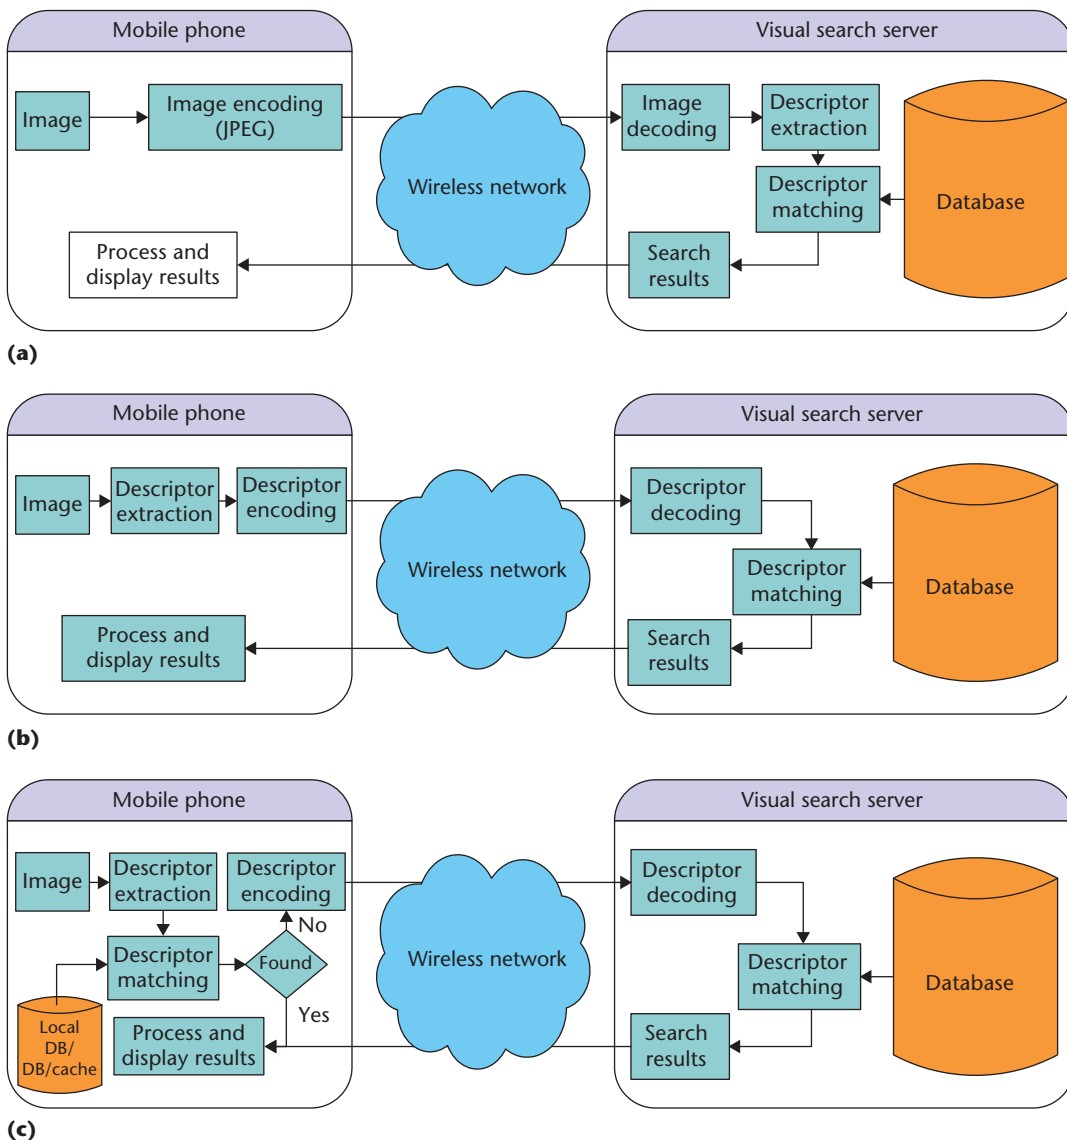 Mobile phone
Visual search server
Image
Image encoding
(JPEG)
Wireless network
Image
decoding
Descriptor
extraction
Descriptor
matching
Database
Process and
display results
Search
results
(a)
Mobile phone
Visual search server
Image
Descriptor
extraction
Descriptor
encoding
Wireless network
Descriptor
decoding
Descriptor
matching
Database
Process and
display results
Search
results
(b)
Mobile phone
Visual search server
Image
Descriptor
extraction
Descriptor
encoding
No
Descriptor
matching
Found
Yes
Local
DB/
DB/cache
Process and
display results
Wireless network
Descriptor
decoding
Descriptor
matching
Database
Search
results
(c)